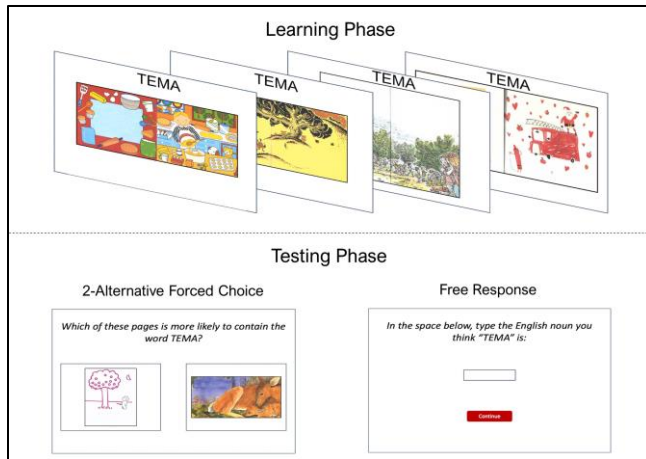 Learning Phase
TEMA
TEMA
TEMA
TEMA
Testing Phase
2-Alternative Forced Choice
Which of these pages is more likely to contain the
word TEMA?
Free Response
In the space below, type the English noun you
think “TEMA” is:
Continue